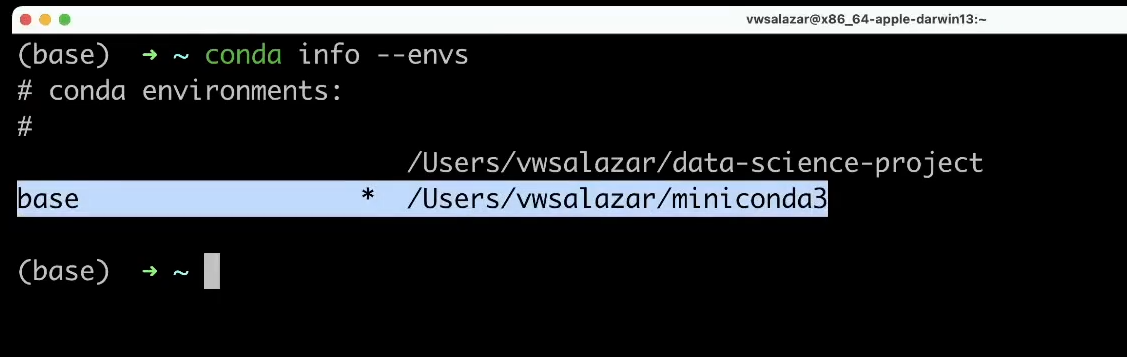 vwsalazar@x86_64-apple-darwin13:~
(base) ➜ ~ conda info --envs
# conda environments:
#
/Users/vwsalazar/data-science-project
base * /Users/vwsalazar/miniconda3
(base) ➜ ~